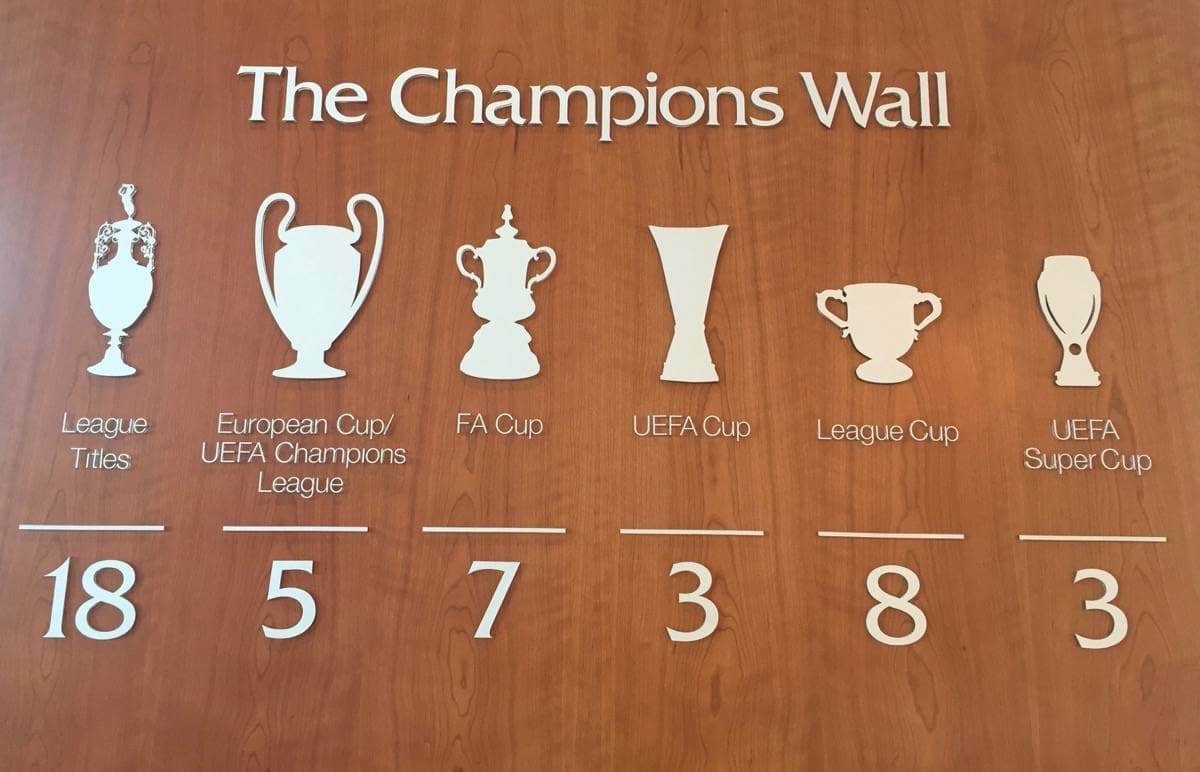 The Champions Wall
League
Titles
European Cup/
UEFA Champions
League
FA Cup
UEFA Cup
League Cup
UEFA
Super Cup
18
5
7
3
8
3